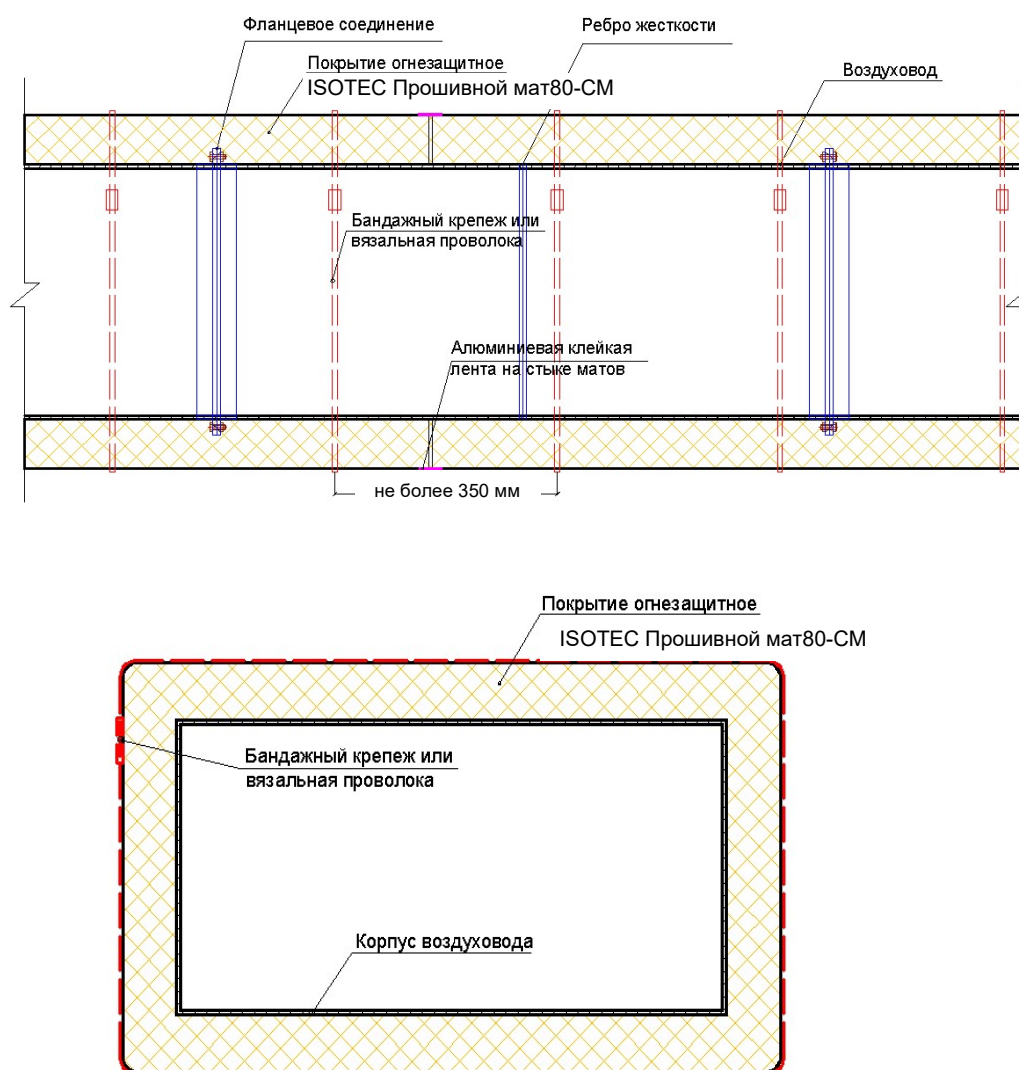 Фланцевое соединение
Ребро жесткости
Покрытие огнезащитное
ISOTEC Прошивной мат80-СМ
Воздуховод
Бандажный крепеж или
вязальная проволока
Алюминиевая клейкая
лента на стыке матов
не более 350 мм
Покрытие огнезащитное
ISOTEC Прошивной мат80-СМ
Бандажный крепеж или
вязальная проволока
Корпус воздуховода